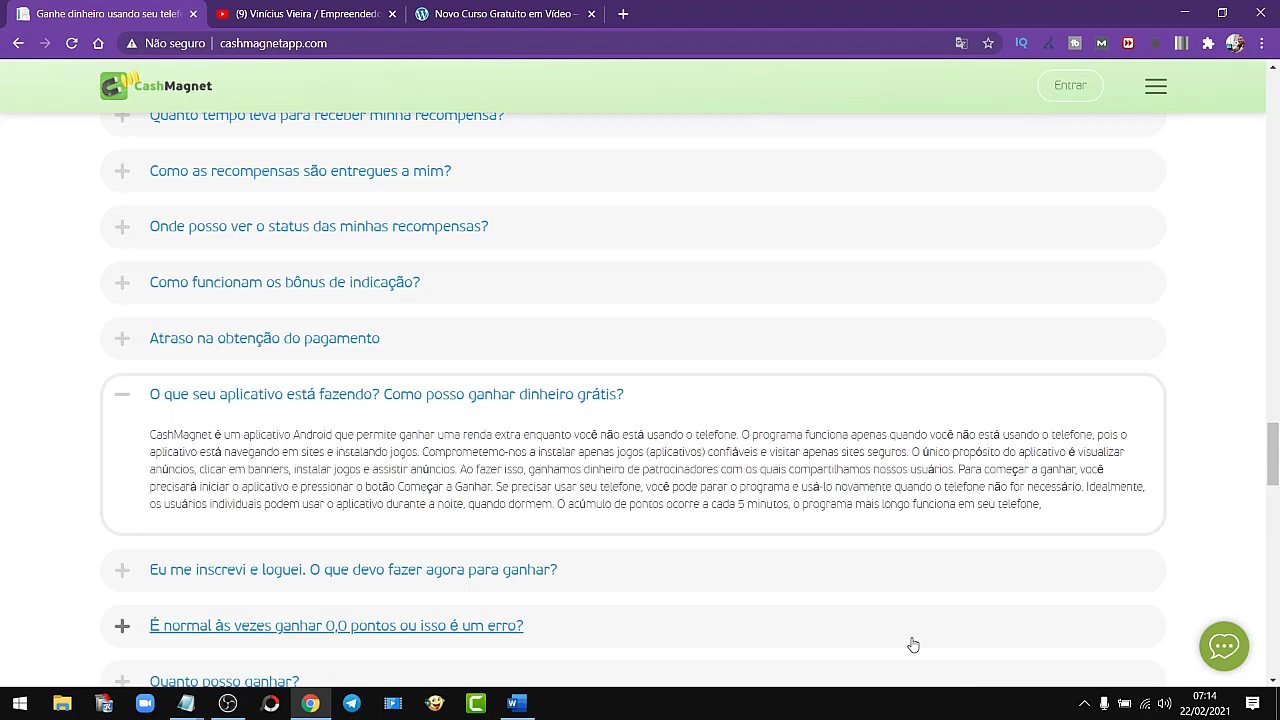 Ganhe dinheiro usando seu telef
(2) Vinícius Vieira / Empreendedo
Novo Curso Gratuito em Vídeo –
Não seguro
cashmagnetapp.com
CashMagnet
Entrar
Quanto tempo leva para receber minha recompensa?
Como as recompensas são entregues a mim?
Onde posso ver o status das minhas recompensas?
Como funcionam os bônus de indicação?
Atraso na obtenção do pagamento
O que seu aplicativo está fazendo? Como posso ganhar dinheiro grátis?
CashMagnet é um aplicativo Android que permite ganhar uma renda extra enquanto você não está usando o telefone. O programa funciona apenas quando você não está usando o telefone, pois o
aplicativo está navegando em sites e instalando jogos. Comprometemo-nos a instalar apenas jogos (aplicativos) confiáveis e visitar apenas sites seguros. O único propósito do aplicativo é visualizar
anúncios, clicar em banners, instalar jogos e assistir anúncios. Ao fazer isso, ganhamos dinheiro de patrocinadores com os quais compartilhamos nossos usuários. Para começar a ganhar, você
precisará iniciar o aplicativo e pressionar o botão Começar a Ganhar. Se precisar usar seu telefone, você pode parar o programa e usá-lo novamente quando o telefone não for necessário. Idealmente,
os usuários individuais podem usar o aplicativo durante a noite, quando dormem. O acúmulo de pontos ocorre a cada 5 minutos, o programa mais longo funciona em seu telefone,
Eu me inscrevi e loguei. O que devo fazer agora para ganhar?
É normal às vezes ganhar 0,0 pontos ou isso é um erro?
Quanto posso ganhar?
07:14
22/02/2021